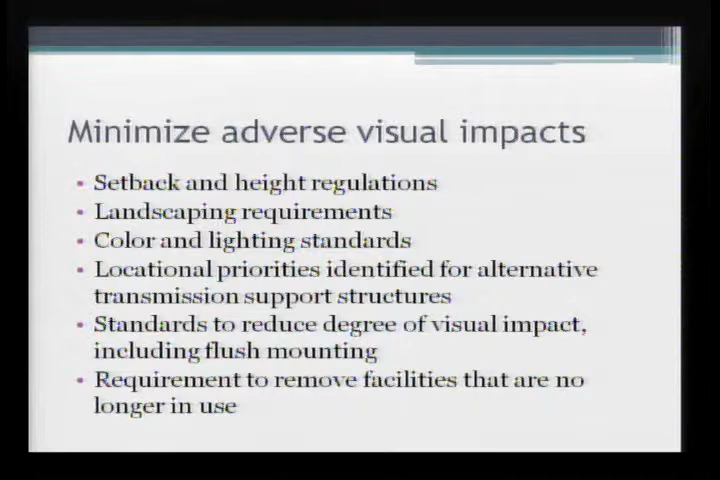 Minimize adverse visual impacts
• Setback and height regulations
• Landscaping requirements
• Color and lighting standards
• Locational priorities identified for alternative
transmission support structures
• Standards to reduce degree of visual impact,
including flush mounting
• Requirement to remove facilities that are no
longer in use